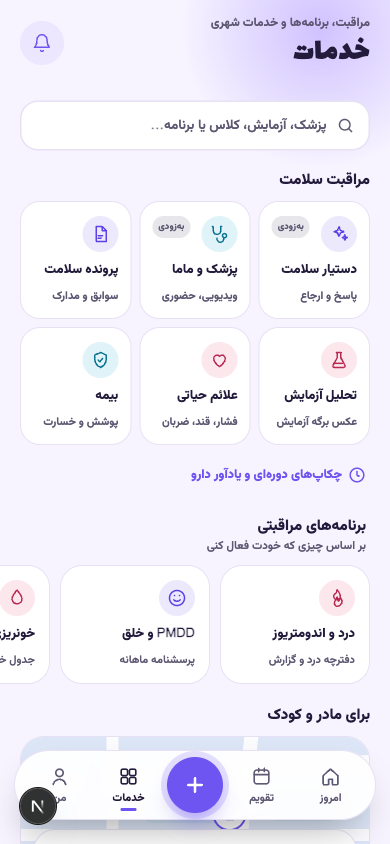 مراقبت، برنامه‌ها و خدمات شهری
خدمات
پزشک، آزمایش، کلاس یا برنامه...
مراقبت سلامت
دستیار سلامت
به‌زودی
پاسخ و ارجاع
پزشک و ماما
به‌زودی
ویدیویی، حضوری
پرونده سلامت
سوابق و مدارک
تحلیل آزمایش
عکس برگه آزمایش
علائم حیاتی
فشار، قند، ضربان
بیمه
پوشش و خسارت
چکاپ‌های دوره‌ای و یادآور دارو
برنامه‌های مراقبتی
بر اساس چیزی که خودت فعال کنی
درد و اندومتریوز
دفترچه درد و گزارش
PMDD و خلق
پرسشنامه ماهانه
خونریزی
جدول
برای مادر و کودک
امروز
تقویم
خدمات
من
N